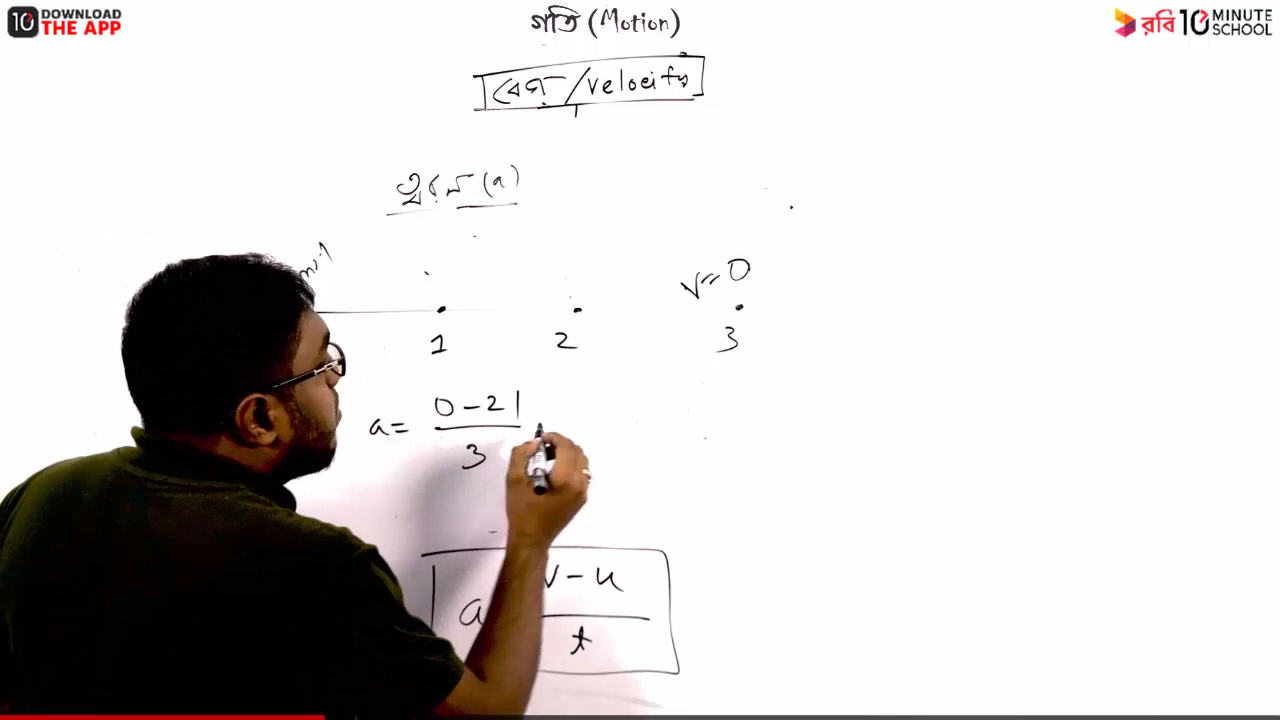 10 DOWNLOAD THE APP
গতি (Motion)
রবি 10 MINUTE SCHOOL
বেগ / velocity
ত্বরণ (a)
v = 0
1 2 3
a = 0 - 21
3
a v - u
t